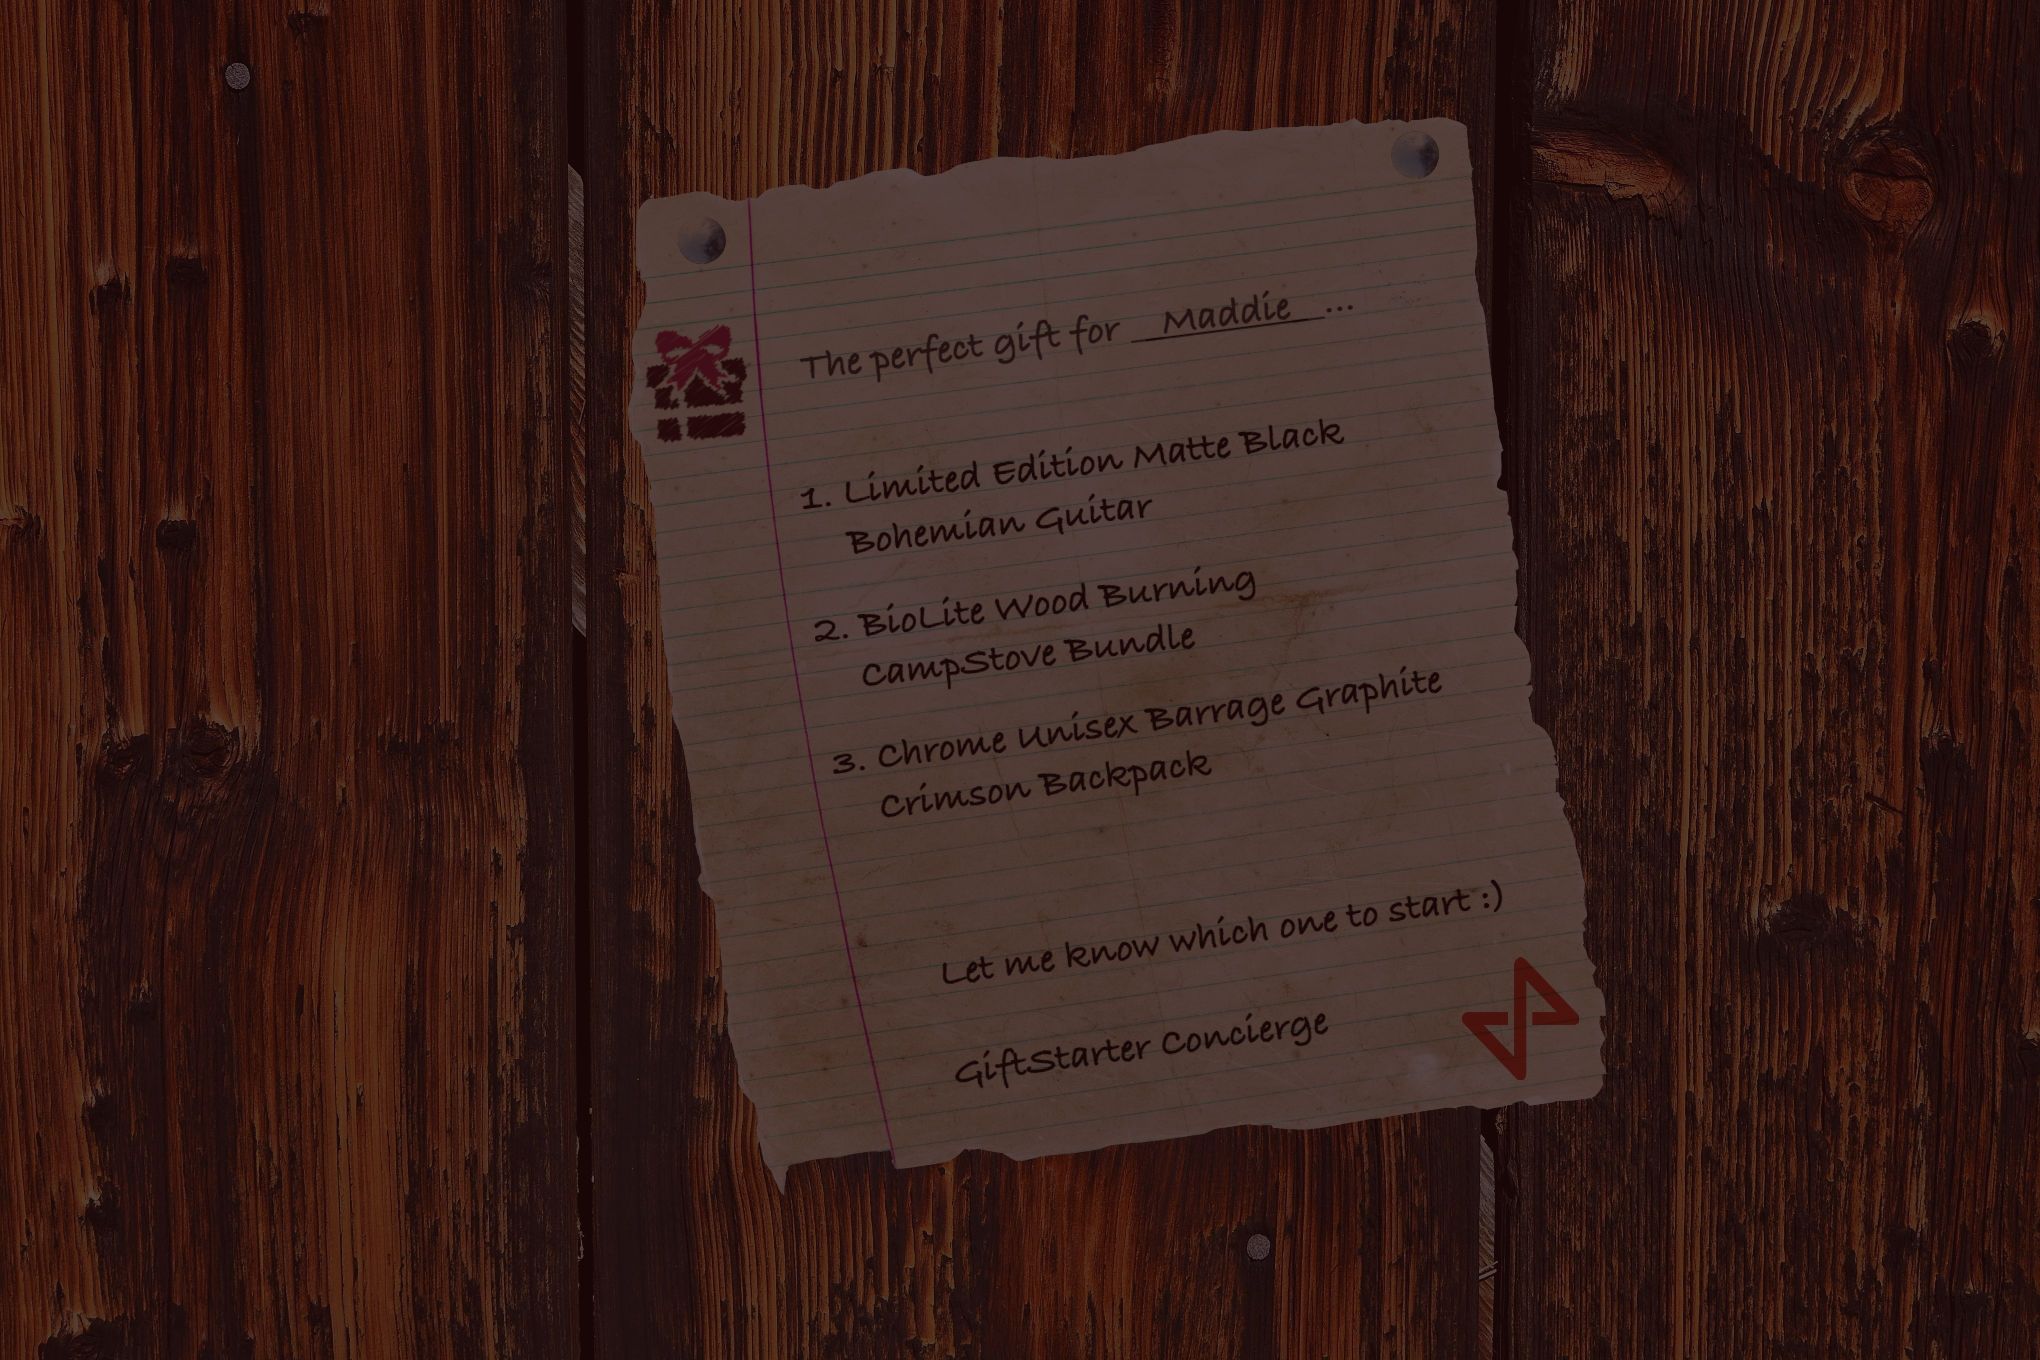 The perfect gift for Maddie ...
1. Limited Edition Matte Black
Bohemian Guitar
2. BioLite Wood Burning
CampStove Bundle
3. Chrome Unisex Barrage Graphite
Crimson Backpack
Let me know which one to start :)
GiftStarter Concierge